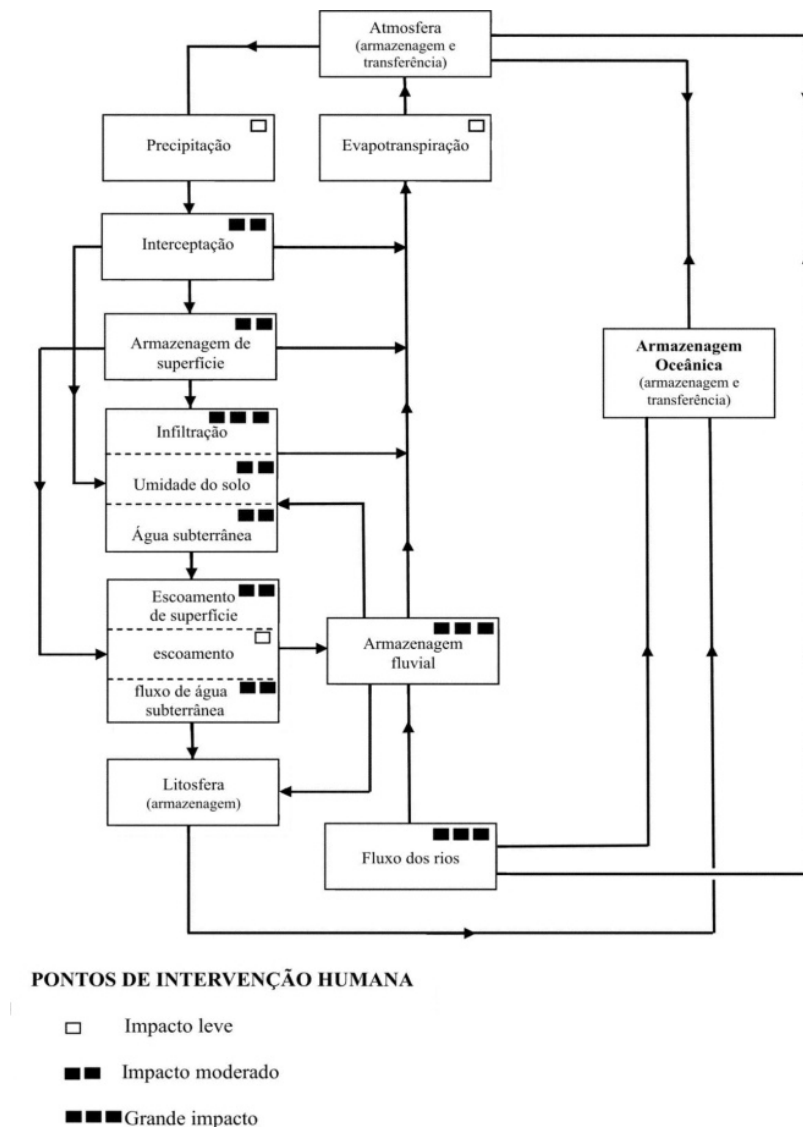 Atmosfera
(armazenagem e
transferência)
Precipitação
Evapotranspiração
Interceptação
Armazenagem de
superfície
Armazenagem
Oceânica
(armazenagem e
transferência)
Infiltração
Umidade do solo
Água subterrânea
Escoamento
de superfície
escoamento
fluxo de água
subterrânea
Armazenagem
fluvial
Litosfera
(armazenagem)
Fluxo dos rios
PONTOS DE INTERVENÇÃO HUMANA
Impacto leve
Impacto moderado
Grande impacto